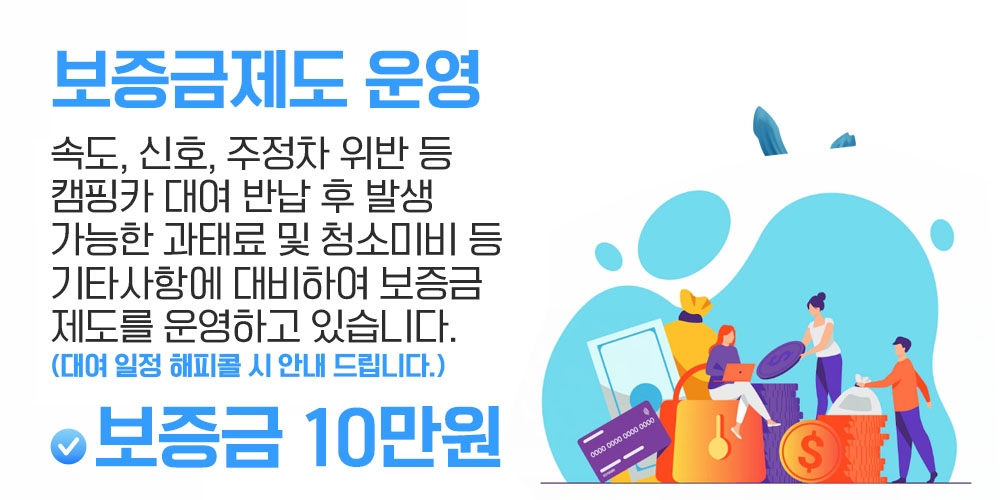 보증금제도 운영
속도, 신호, 주정차 위반 등
캠핑카 대여 반납 후 발생
가능한 과태료 및 청소미비 등
기타사항에 대비하여 보증금
제도를 운영하고 있습니다.
(대여 일정 해피콜 시 안내 드립니다.)
보증금 10만원
0000 0000 0000 0000
$